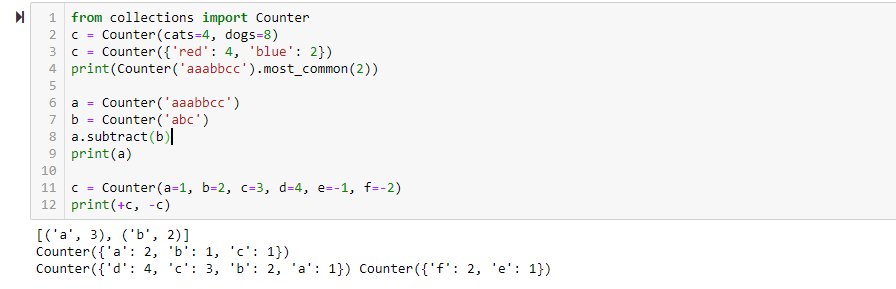 1 from collections import Counter
2 c = Counter(cats=4, dogs=8)
3 c = Counter({'red': 4, 'blue': 2})
4 print(Counter('aaabbcc').most_common(2))
5
6 a = Counter('aaabbcc')
7 b = Counter('abc')
8 a.subtract(b)
9 print(a)
10
11 c = Counter(a=1, b=2, c=3, d=4, e=-1, f=-2)
12 print(+c, -c)
[('a', 3), ('b', 2)]
Counter({'a': 2, 'b': 1, 'c': 1})
Counter({'d': 4, 'c': 3, 'b': 2, 'a': 1}) Counter({'f': 2, 'e': 1})